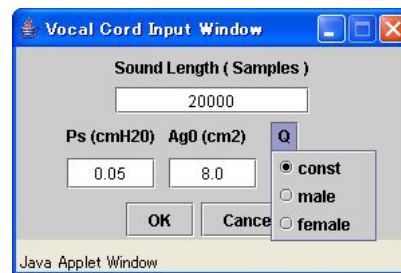 Vocal Cord Input Window
Sound Length ( Samples )
20000
Ps (cmH20) Ag0 (cm2) Q
0.05 8.0
const
male
female
OK Cance
Java Applet Window